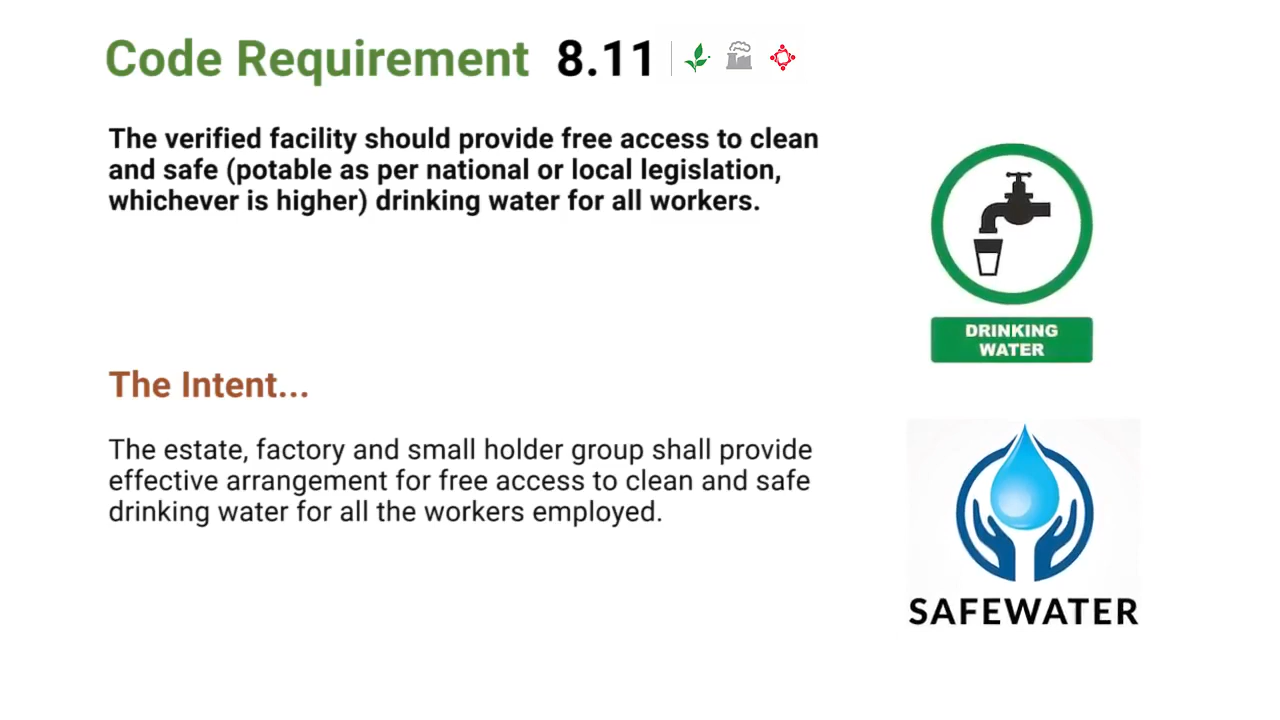 Code Requirement 8.11
The verified facility should provide free access to clean
and safe (potable as per national or local legislation,
whichever is higher) drinking water for all workers.
DRINKING
WATER
The Intent...
The estate, factory and small holder group shall provide
effective arrangement for free access to clean and safe
drinking water for all the workers employed.
SAFEWATER